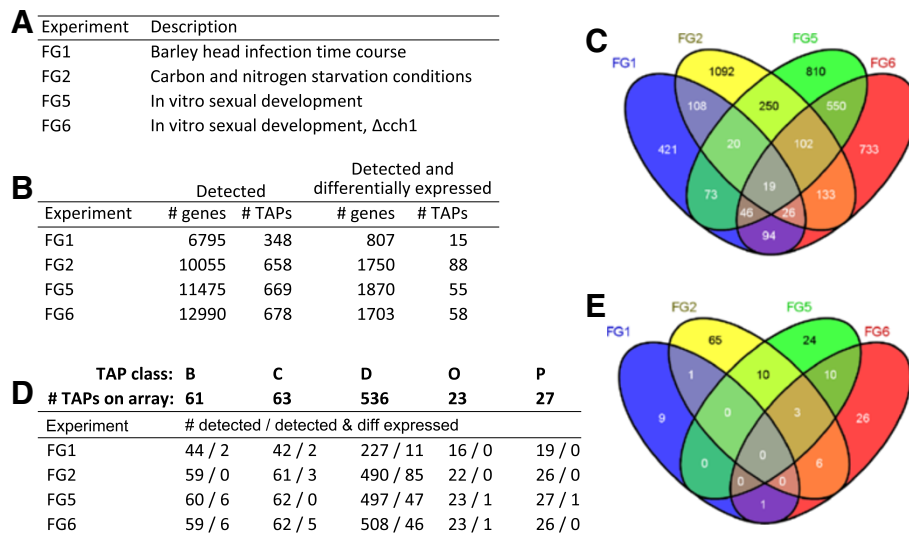 A
Experiment Description
FG1 Barley head infection time course
FG2 Carbon and nitrogen starvation conditions
FG5 In vitro sexual development
FG6 In vitro sexual development, Δcch1
B
Detected Detected and differentially expressed
Experiment # genes # TAPs # genes # TAPs
FG1 6795 348 807 15
FG2 10055 658 1750 88
FG5 11475 669 1870 55
FG6 12990 678 1703 58
D
TAP class: B C D O P
# TAPs on array: 61 63 536 23 27
Experiment # detected / detected & diff expressed
FG1 44 / 2 42 / 2 227 / 11 16 / 0 19 / 0
FG2 59 / 0 61 / 3 490 / 85 22 / 0 26 / 0
FG5 60 / 6 62 / 0 497 / 47 23 / 1 27 / 1
FG6 59 / 6 62 / 5 508 / 46 23 / 1 26 / 0
C
FG2 FG5
FG1 FG6
1092 810
108 250 550
421 20 102 733
19
73 133
46 26
94
E
FG2 FG5
FG1 FG6
65 24
1 10 10
9 0 3 26
0
0 6
0 0
1